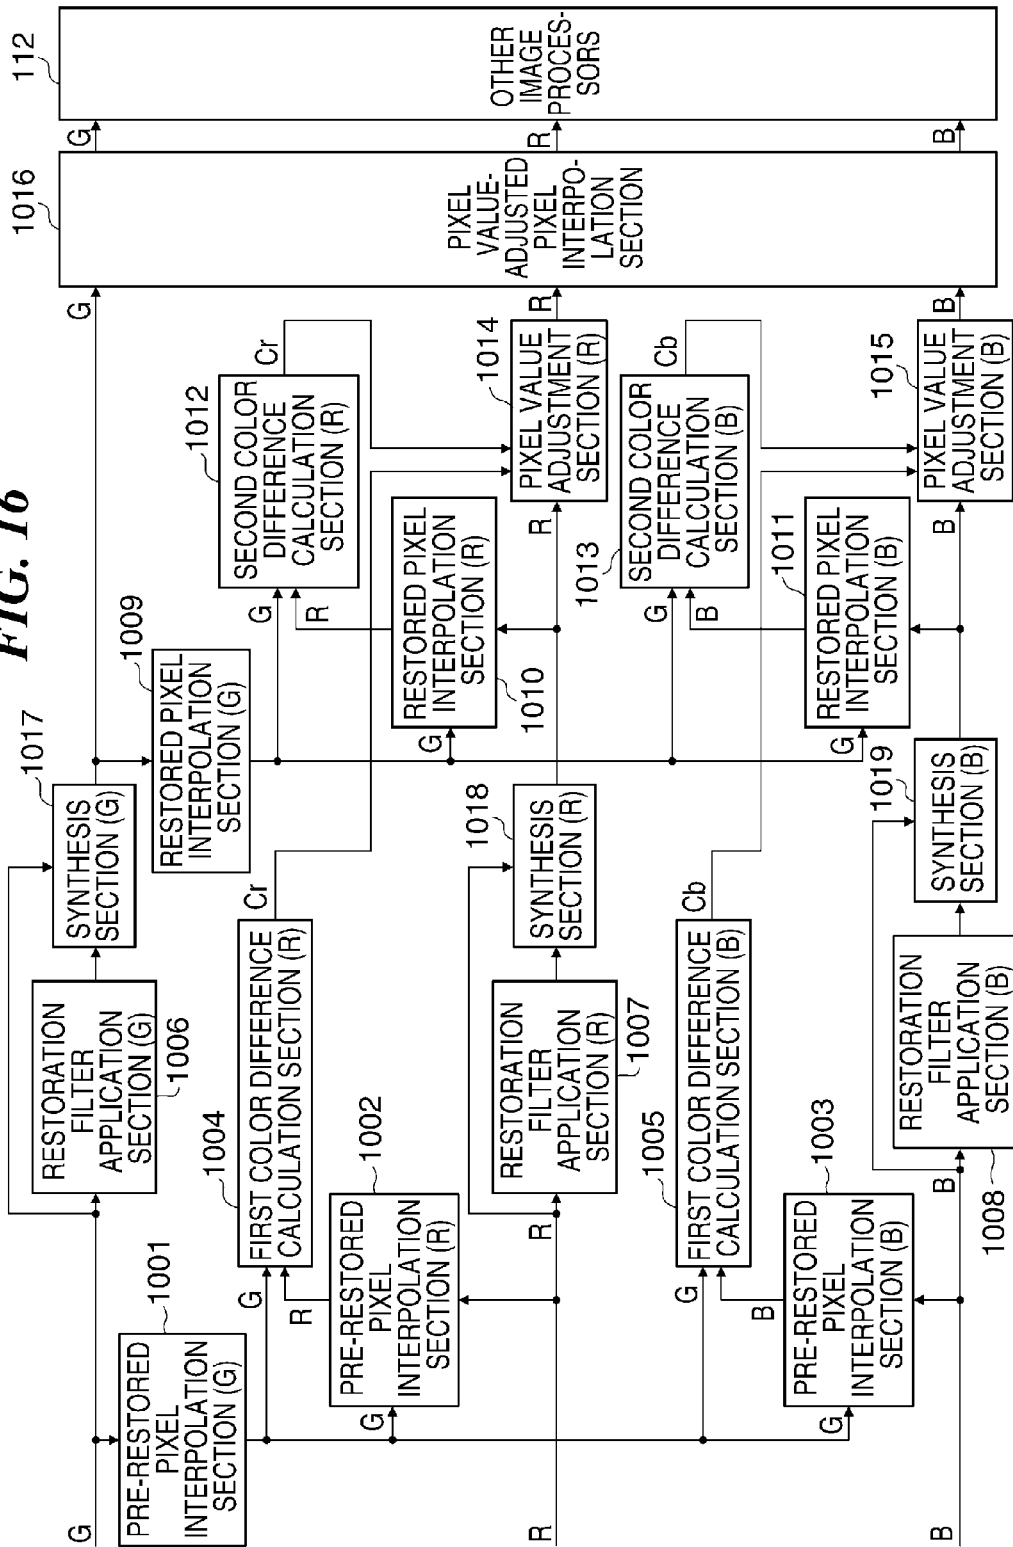 FIG. 16
G
PRE-RESTORED
PIXEL
INTERPOLATION
SECTION (G)
1001
RESTORATION
FILTER
APPLICATION
SECTION (G)
1006
SYNTHESIS
SECTION (G)
1017
RESTORED PIXEL
INTERPOLATION
SECTION (G)
1009
G
PIXEL
VALUE-
ADJUSTED
PIXEL
INTERPO-
LATION
SECTION
1016
G
R
B
OTHER
IMAGE
PROCES-
SORS
112
G
R
FIRST COLOR DIFFERENCE
CALCULATION SECTION (R)
1004
Cr
G
R
SECOND COLOR
DIFFERENCE
CALCULATION
SECTION (R)
1012
Cr
G
PRE-RESTORED
PIXEL
INTERPOLATION
SECTION (R)
1002
G
RESTORED PIXEL
INTERPOLATION
SECTION (R)
1010
R
R
RESTORATION
FILTER
APPLICATION
SECTION (R)
1007
SYNTHESIS
SECTION (R)
1018
R
PIXEL VALUE
ADJUSTMENT
SECTION (R)
1014
R
G
B
FIRST COLOR DIFFERENCE
CALCULATION SECTION (B)
1005
Cb
G
B
SECOND COLOR
DIFFERENCE
CALCULATION
SECTION (B)
1013
Cb
G
PRE-RESTORED
PIXEL
INTERPOLATION
SECTION (B)
1003
G
RESTORED PIXEL
INTERPOLATION
SECTION (B)
1011
B
B
RESTORATION
FILTER
APPLICATION
SECTION (B)
1008
SYNTHESIS
SECTION (B)
1019
B
PIXEL VALUE
ADJUSTMENT
SECTION (B)
1015
B